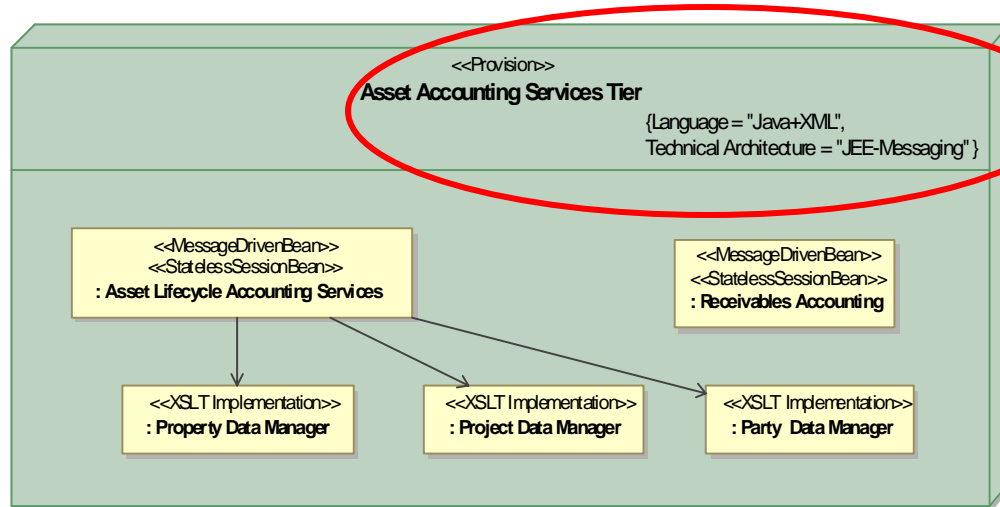 <<Provision>>
Asset Accounting Services Tier
{Language = "Java+XML",
Technical Architecture = "JEE-Messaging" }
<<MessageDrivenBean>>
<<StatelessSessionBean>>
: Asset Lifecycle Accounting Services
<<MessageDrivenBean>>
<<StatelessSessionBean>>
: Receivables Accounting
<<XSLT Implementation>>
: Property Data Manager
<<XSLT Implementation>>
: Project Data Manager
<<XSLT Implementation>>
: Party Data Manager